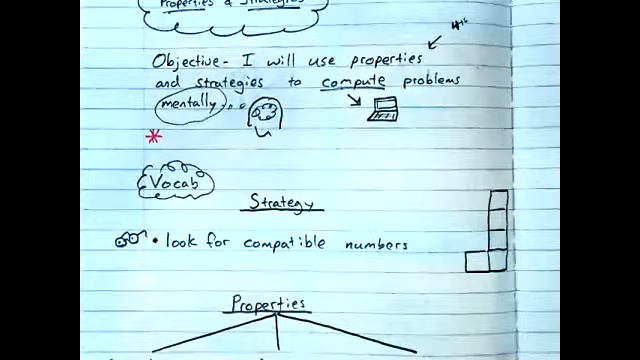 Properties & Strategies
Objective- I will use properties
and strategies to compute problems
mentally...
Vocab
Strategy
• look for compatible numbers
Properties